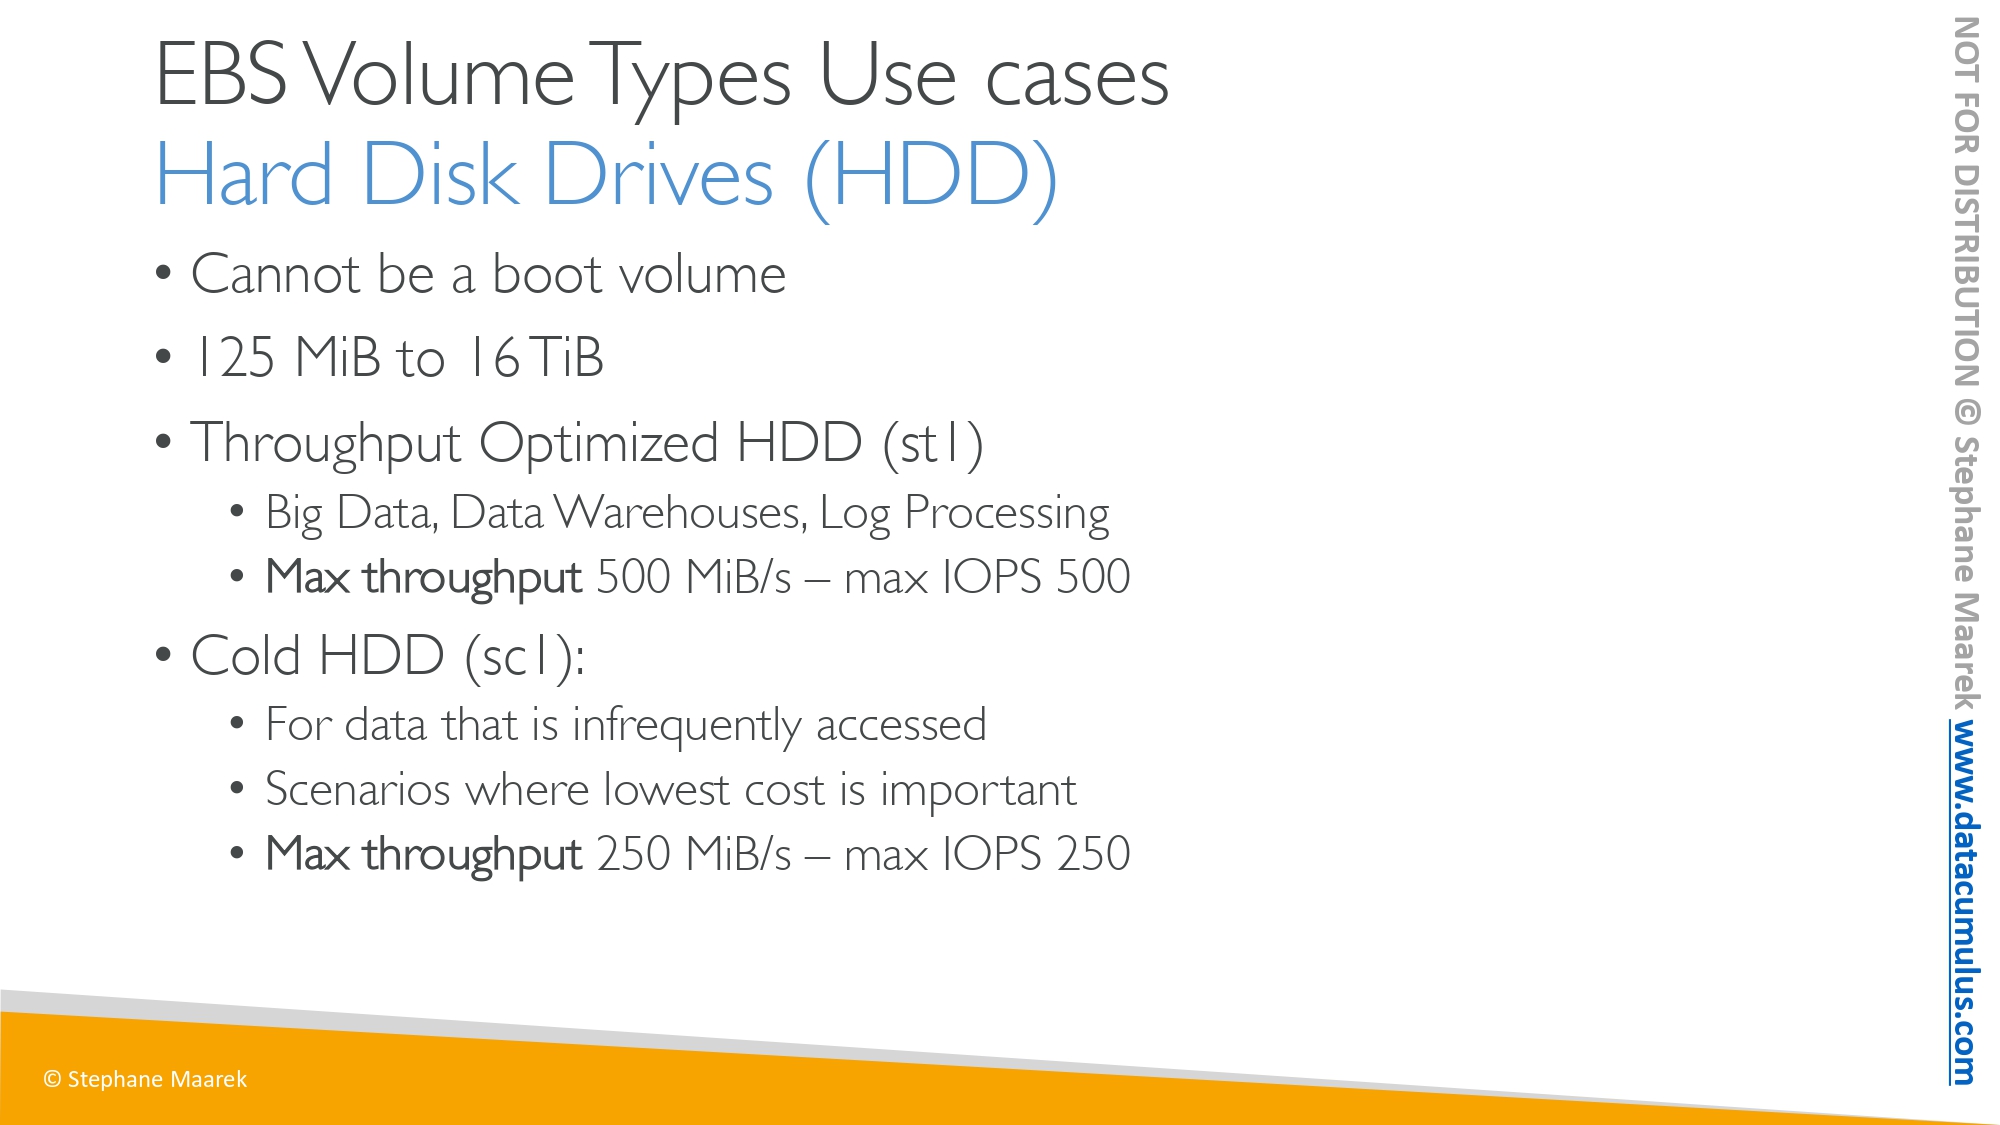 EBS Volume Types Use cases
Hard Disk Drives (HDD)
• Cannot be a boot volume
• 125 MiB to 16 TiB
• Throughput Optimized HDD (st1)
• Big Data, Data Warehouses, Log Processing
• Max throughput 500 MiB/s – max IOPS 500
• Cold HDD (sc1):
• For data that is infrequently accessed
• Scenarios where lowest cost is important
• Max throughput 250 MiB/s – max IOPS 250
© Stephane Maarek
NOT FOR DISTRIBUTION © Stephane Maarek www.datacumulus.com